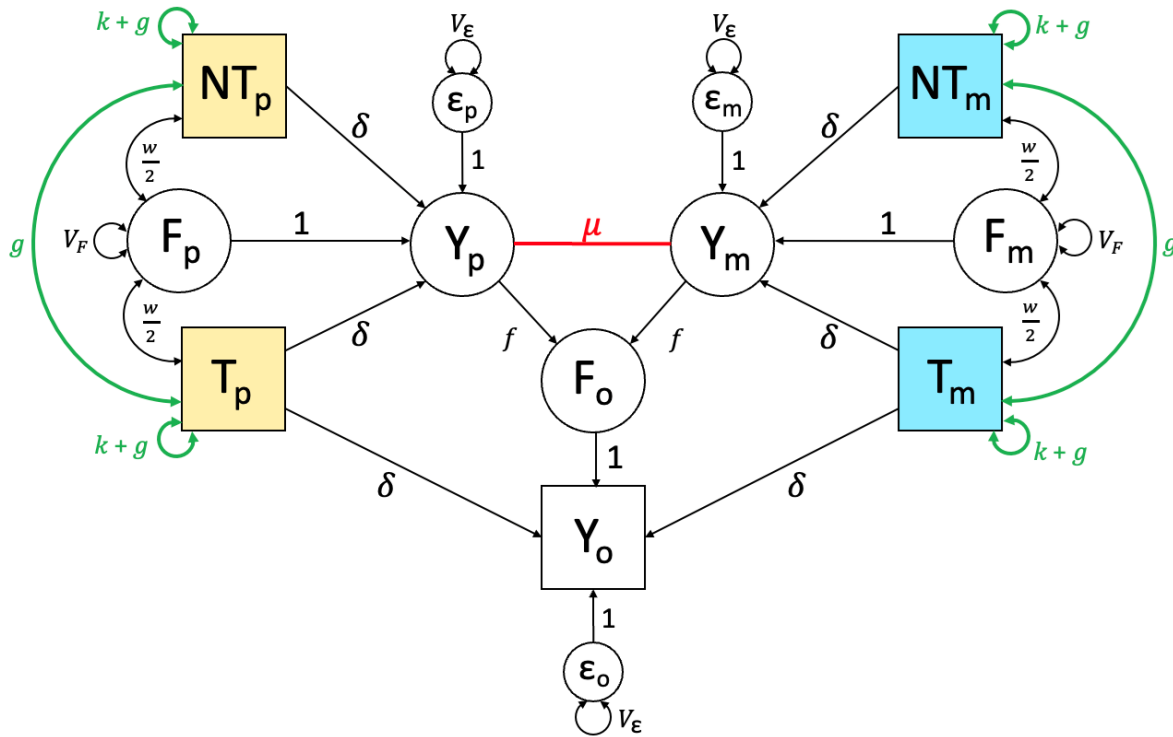 k + g
NTp
Vε
εp
Vε
εm
NTm
k + g
δ
1
1
δ
w/2
w/2
g
VF
Fp
1
Yp
μ
Ym
1
Fm
VF
g
w/2
w/2
δ
f
f
δ
Tp
Fo
Tm
k + g
k + g
δ
1
δ
Yo
1
εo
Vε